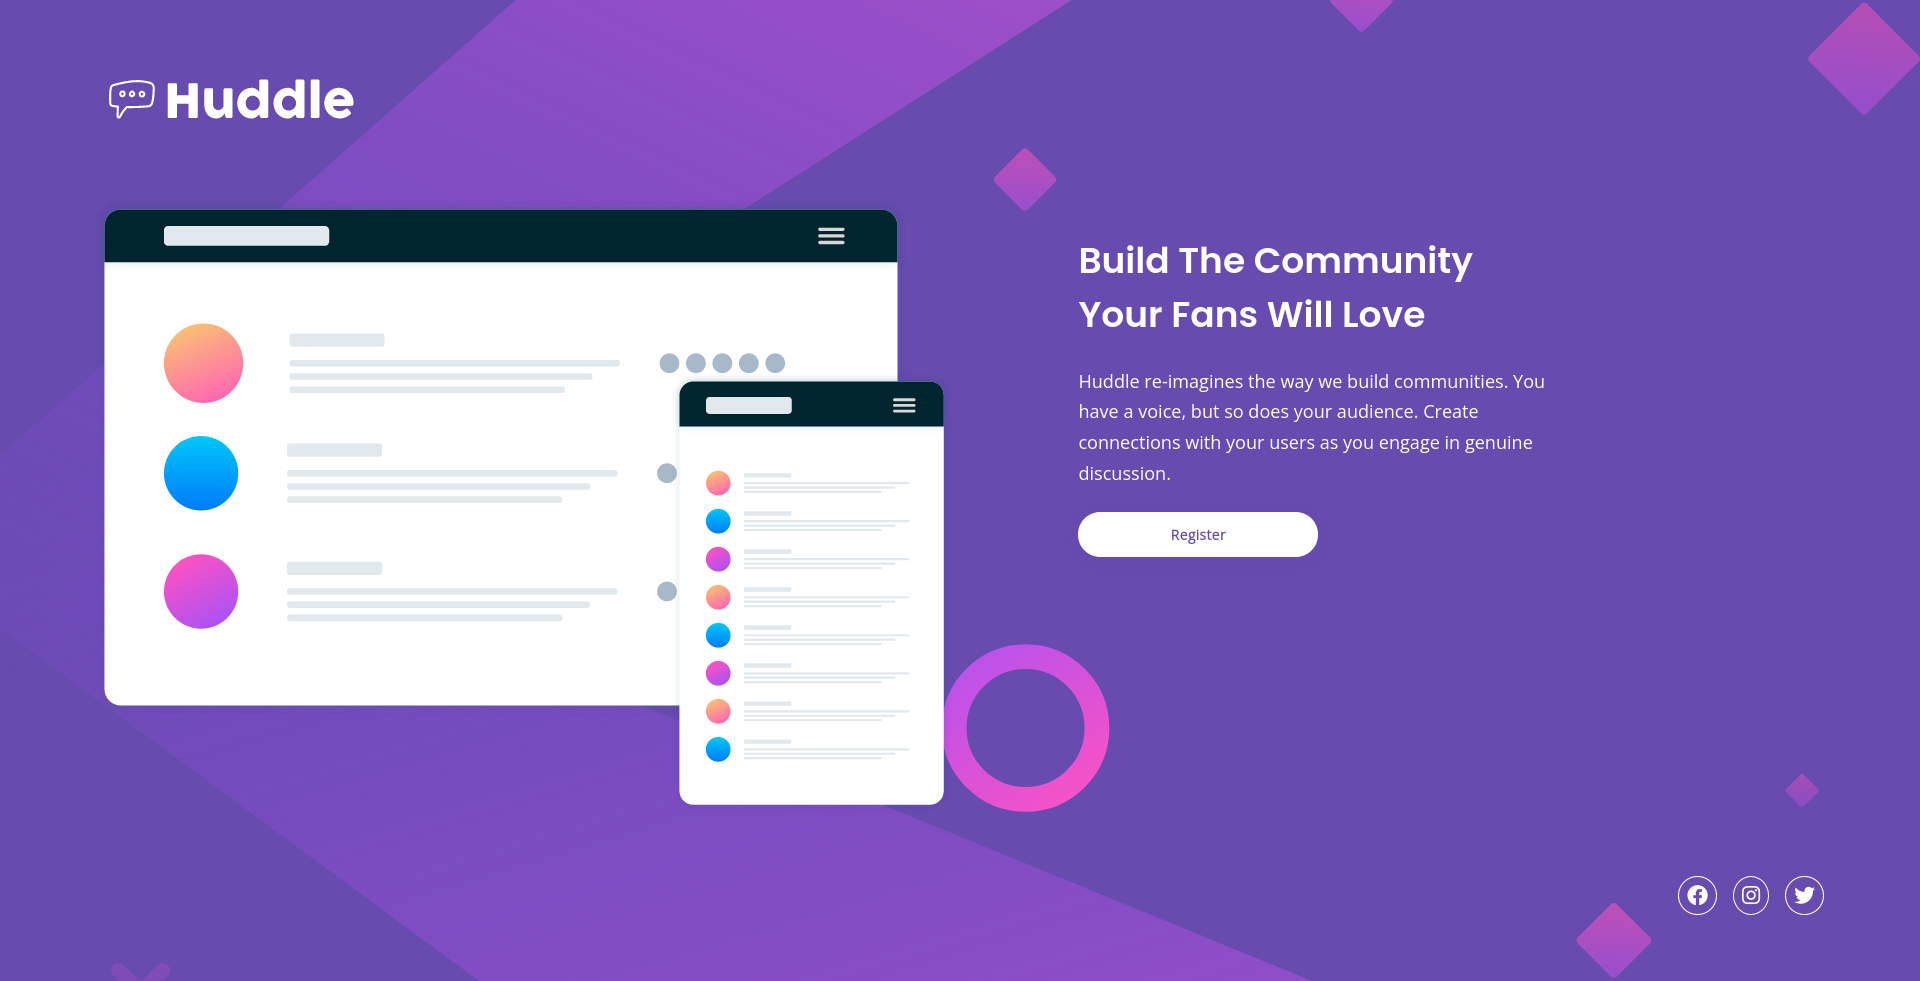 Huddle
Build The Community
Your Fans Will Love
Huddle re-imagines the way we build communities. You
have a voice, but so does your audience. Create
connections with your users as you engage in genuine
discussion.
Register